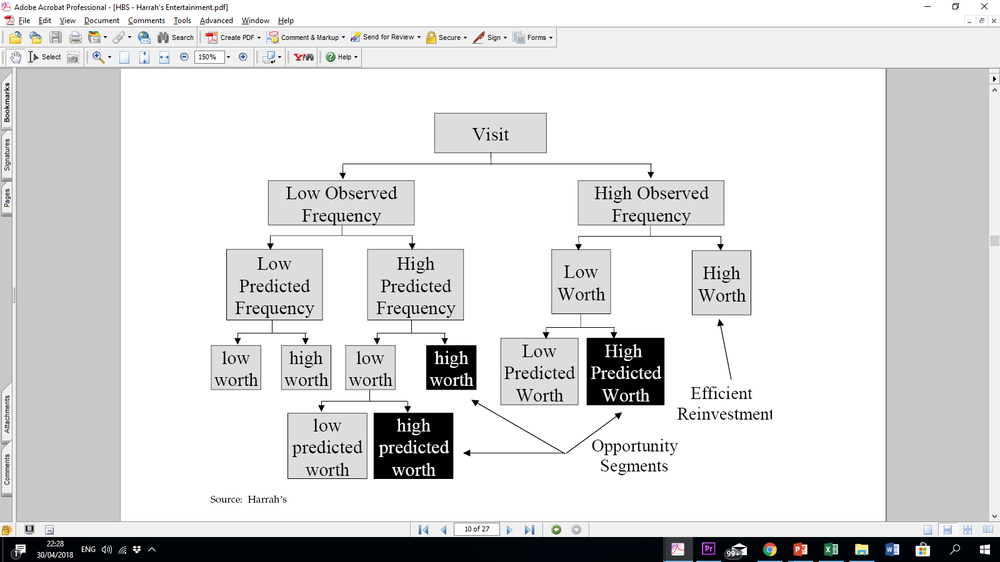 Adobe Acrobat Professional - [HBS - Harrah's Entertainment.pdf]
File Edit View Document Comments Tools Advanced Window Help
Search Create PDF Comment & Markup Send for Review Secure Sign Forms
Select 150% Y! Help
Bookmarks
Signatures
Pages
Attachments
Comments
Visit
Low Observed
Frequency
High Observed
Frequency
Low
Predicted
Frequency
High
Predicted
Frequency
Low
Worth
High
Worth
low
worth
high
worth
low
worth
high
worth
Low
Predicted
Worth
High
Predicted
Worth
low
predicted
worth
high
predicted
worth
Efficient
Reinvestment
Opportunity
Segments
Source: Harrah's
10 of 27
22:28
30/04/2018
ENG
1
Pr
99+